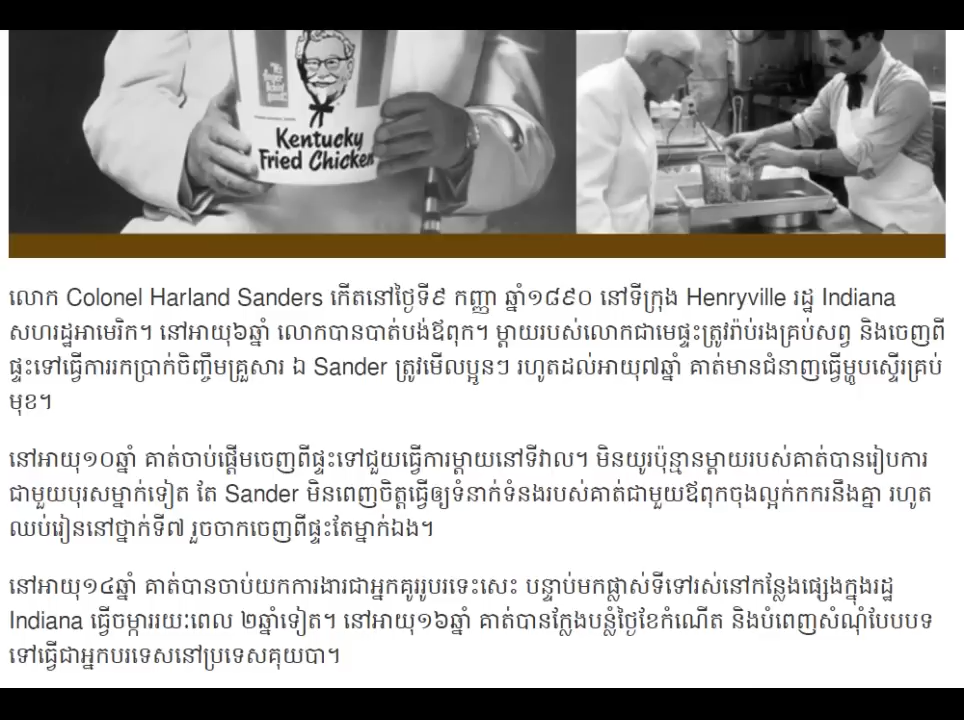 Kentucky
Fried Chicken
លោក Colonel Harland Sanders កើតនៅថ្ងៃទី៩ កញ្ញា ឆ្នាំ១៨៩០ នៅទីក្រុង Henryville រដ្ឋ Indiana
សហរដ្ឋអាមេរិក។ នៅអាយុ៦ឆ្នាំ លោកបានបាត់បង់ឪពុក។ ម្តាយរបស់លោកជាមេផ្ទះត្រូវរ៉ាប់រងគ្រប់សព្វ និងចេញពី
ផ្ទះទៅធ្វើការរកប្រាក់ចិញ្ចឹមគ្រួសារ ឯ Sander ត្រូវមើលប្អូនៗ រហូតដល់អាយុ៧ឆ្នាំ គាត់មានជំនាញធ្វើម្ហូបស្ទើរគ្រប់
មុខ។
នៅអាយុ១០ឆ្នាំ គាត់ចាប់ផ្តើមចេញពីផ្ទះទៅជួយធ្វើការម្តាយនៅទីវាល។ មិនយូរប៉ុន្មានម្តាយរបស់គាត់បានរៀបការ
ជាមួយបុរសម្នាក់ទៀត តែ Sander មិនពេញចិត្តធ្វើឲ្យទំនាក់ទំនងរបស់គាត់ជាមួយឪពុកចុងល្អក់កករនឹងគ្នា រហូត
ឈប់រៀននៅថ្នាក់ទី៧ រួចចាកចេញពីផ្ទះតែម្នាក់ឯង។
នៅអាយុ១៤ឆ្នាំ គាត់បានចាប់យកការងារជាអ្នកគូររូបរទេះសេះ បន្ទាប់មកផ្លាស់ទីទៅរស់នៅកន្លែងផ្សេងក្នុងរដ្ឋ
Indiana ធ្វើចម្ការរយៈពេល ២ឆ្នាំទៀត។ នៅអាយុ១៦ឆ្នាំ គាត់បានក្លែងបន្លំថ្ងៃខែកំណើត និងបំពេញសំណុំបែបបទ
ទៅធ្វើជាអ្នកបរទេសនៅប្រទេសគុយបា។